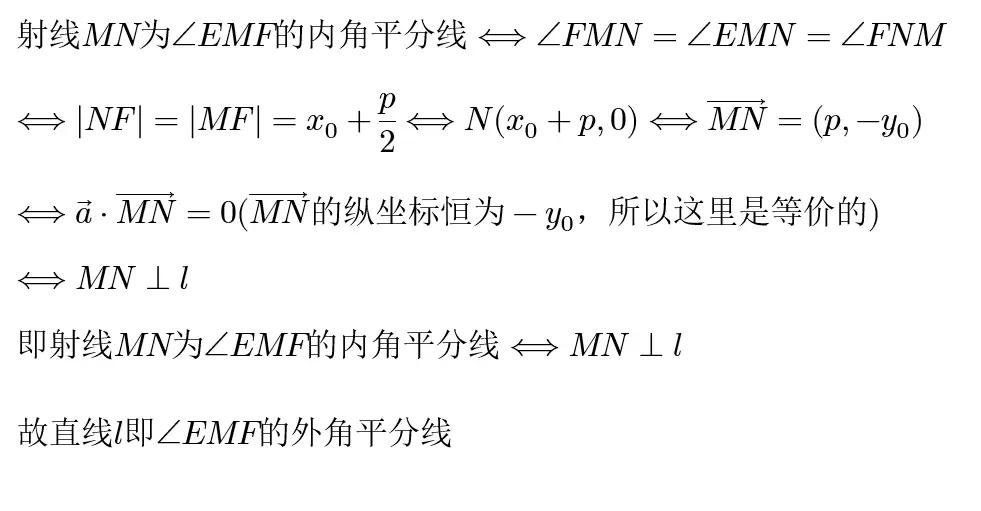 射线MN为∠EMF的内角平分线 ⟺ ∠FMN = ∠EMN = ∠FNM
⟺ |NF| = |MF| = x₀ + p/2 ⟺ N(x₀ + p, 0) ⟺ \overrightarrow{MN} = (p, −y₀)
⟺ \vec{a} · \overrightarrow{MN} = 0(\overrightarrow{MN}的纵坐标恒为 − y₀，所以这里是等价的)
⟺ MN ⊥ l
即射线MN为∠EMF的内角平分线 ⟺ MN ⊥ l
故直线l即∠EMF的外角平分线